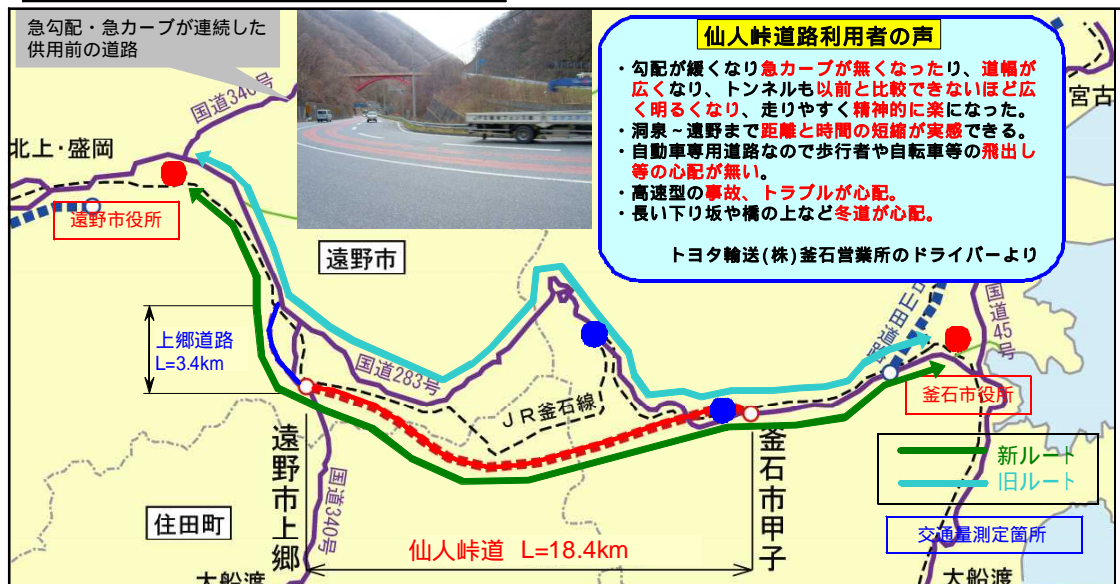 急勾配・急カーブが連続した
供用前の道路
仙人峠道路利用者の声
・勾配が緩くなり急カーブが無くなったり、道幅が
広くなり、トンネルも以前と比較できないほど広
く明るくなり、走りやすく精神的に楽になった。
・洞泉~遠野まで距離と時間の短縮が実感できる。
・自動車専用道路なので歩行者や自転車等の飛出し
等の心配が無い。
・高速型の事故、トラブルが心配。
・長い下り坂や橋の上など冬道が心配。
トヨタ輸送(株)釜石営業所のドライバーより
宮古
国道340号
北上・盛岡
遠野市役所
遠野市
国道45号
上郷道路
L=3.4km
国道283号
JR釜石線
釜石市役所
遠野市上郷
釜石市甲子
新ルート
旧ルート
国道340号
住田町
仙人峠道 L=18.4km
交通量測定箇所
大船渡
大船渡